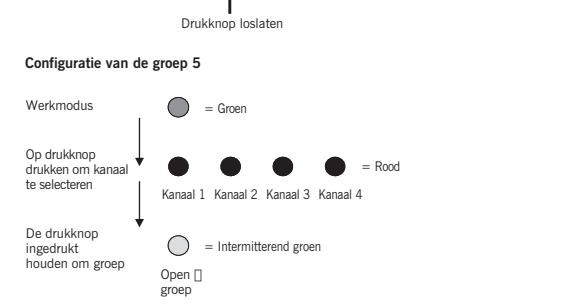 Drukknop loslaten
Configuratie van de groep 5
Werkmodus
= Groen
Op drukknop
drukken om kanaal
te selecteren
= Rood
Kanaal 1 Kanaal 2 Kanaal 3 Kanaal 4
De drukknop
ingedrukt
houden om groep
= Intermitterend groen
Open ▯
groep